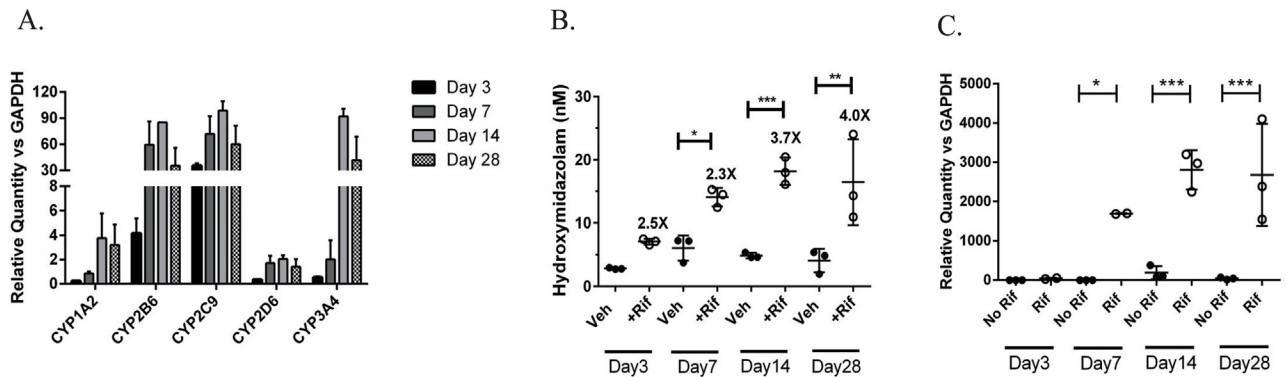 A.
Relative Quantity vs GAPDH
120
90
60
30
8
6
4
2
0
CYP1A2
CYP2B6
CYP2C9
CYP2D6
CYP3A4
Day 3
Day 7
Day 14
Day 28
B.
Hydroxymidazolam (nM)
30
25
20
15
10
5
0
2.5X
*
2.3X
***
3.7X
**
4.0X
Veh
+Rif
Veh
+Rif
Veh
+Rif
Veh
+Rif
Day3
Day7
Day14
Day28
C.
Relative Quantity vs GAPDH
5000
4000
3000
2000
1000
0
*
***
***
No Rif
Rif
No Rif
Rif
No Rif
Rif
No Rif
Rif
Day3
Day7
Day14
Day28